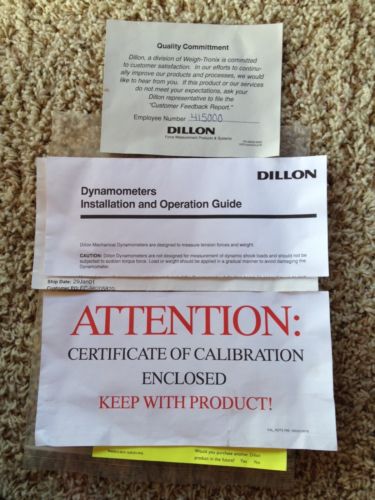 Quality Committment
Dillon, a division of Weigh-Tronix is committed
to customer satisfaction. In our efforts to continu-
ally improve our products and processes, we would
like to hear from you. If this product or our services
do not meet your expectations, ask your
Dillon representative to file the
"Customer Feedback Report."
Employee Number 415000
DILLON
Force Measurement Products & Systems
DILLON
Dynamometers
Installation and Operation Guide
Dillon Mechanical Dynamometers are designed to measure tension forces and weight.
CAUTION: Dillon Dynamometers are not designed for measurement of dynamic shock loads and should not be
subjected to sudden torque force. Load or weight should be applied in a gradual manner to avoid damaging the
Dynamometer.
Ship Date: 29Jan01
Customer PO:
ATTENTION:
CERTIFICATE OF CALIBRATION
ENCLOSED
KEEP WITH PRODUCT!
Would you purchase another Dillon
product in the future? Yes No